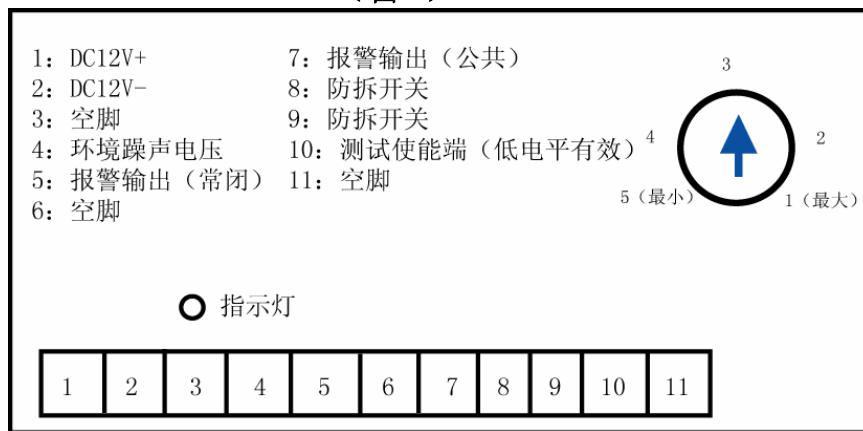 1: DC12V+
2: DC12V-
3: 空脚
4: 环境躁声电压
5: 报警输出（常闭）
6: 空脚
7: 报警输出（公共）
8: 防拆开关
9: 防拆开关
10: 测试使能端（低电平有效）
11: 空脚
3
4
2
5（最小）
1（最大）
指示灯
1 2 3 4 5 6 7 8 9 10 11